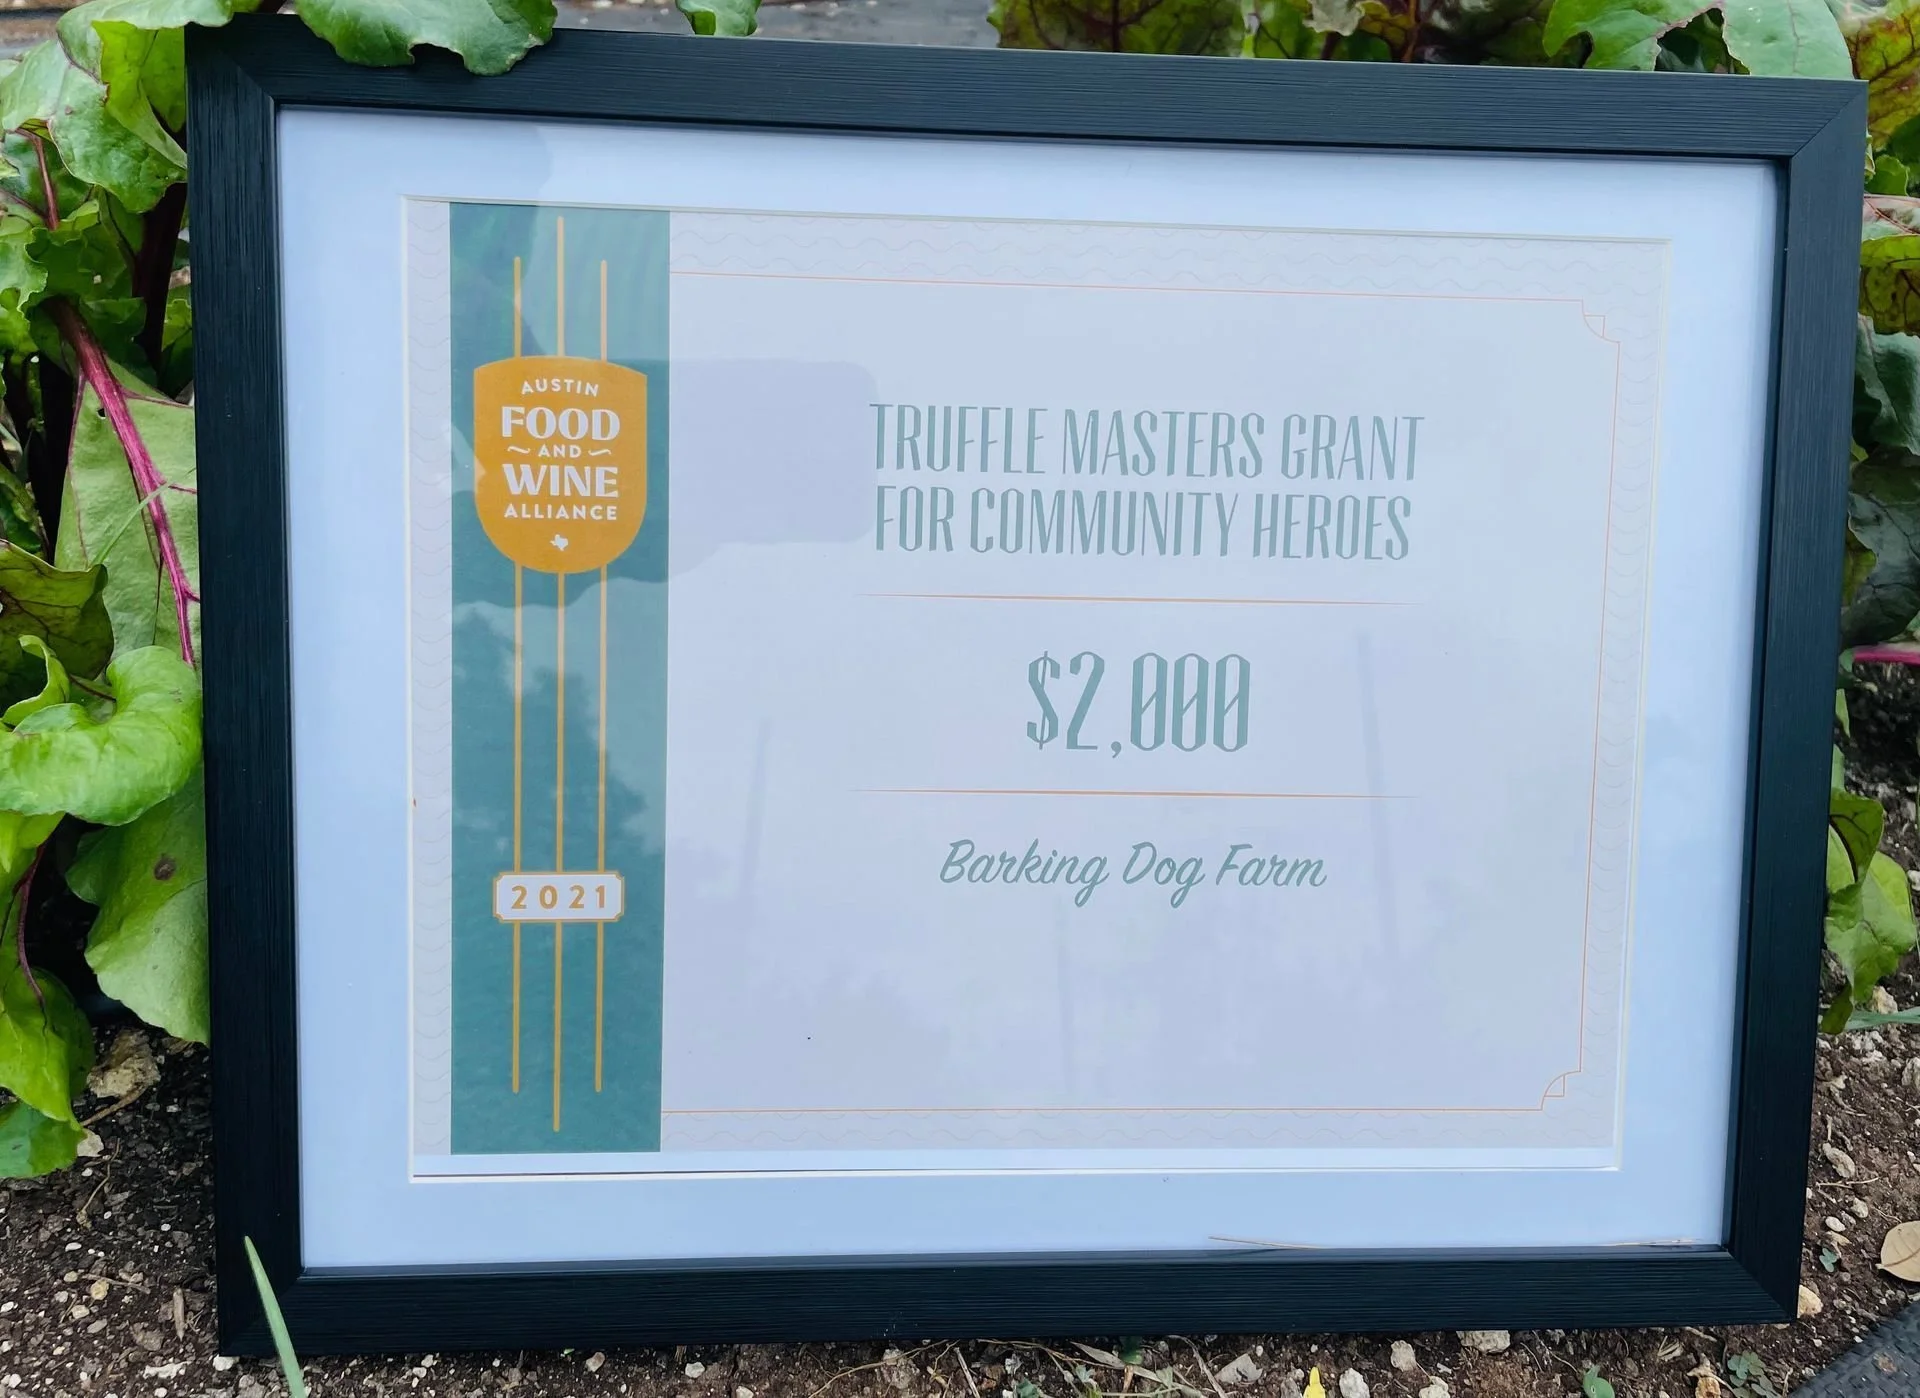 AUSTIN
FOOD
AND
WINE
ALLIANCE
2021
TRUFFLE MASTERS GRANT
FOR COMMUNITY HEROES
$2,000
Barking Dog Farm